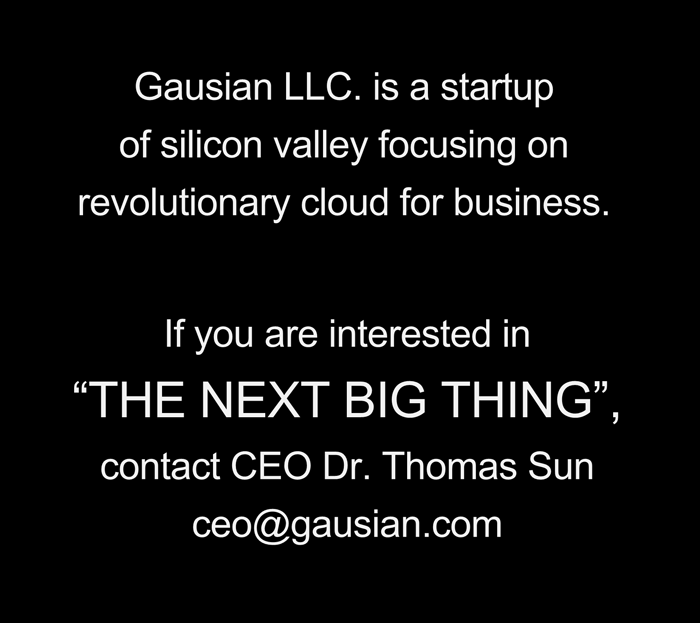 Gausian LLC. is a startup
of silicon valley focusing on
revolutionary cloud for business.
If you are interested in
“THE NEXT BIG THING”,
contact CEO Dr. Thomas Sun
ceo@gausian.com